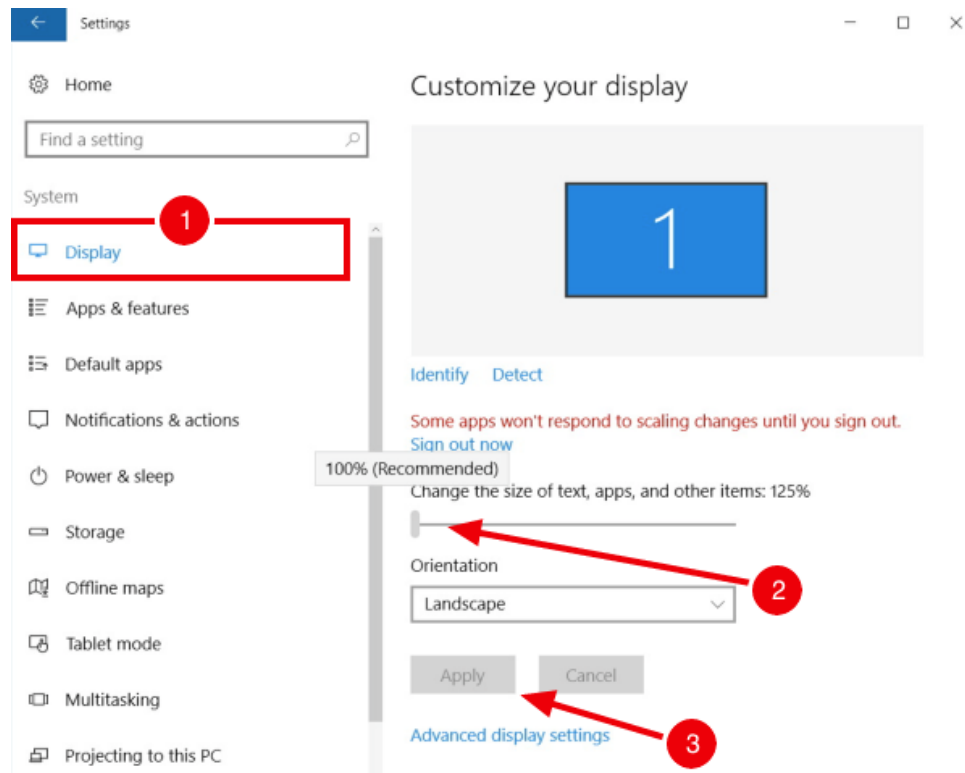 Settings
Home
Find a setting
System
1
Display
Apps & features
Default apps
Notifications & actions
Power & sleep
Storage
Offline maps
Tablet mode
Multitasking
Projecting to this PC
Customize your display
1
Identify Detect
Some apps won't respond to scaling changes until you sign out.
Sign out now
100% (Recommended)
Change the size of text, apps, and other items: 125%
2
Orientation
Landscape
Apply Cancel
3
Advanced display settings